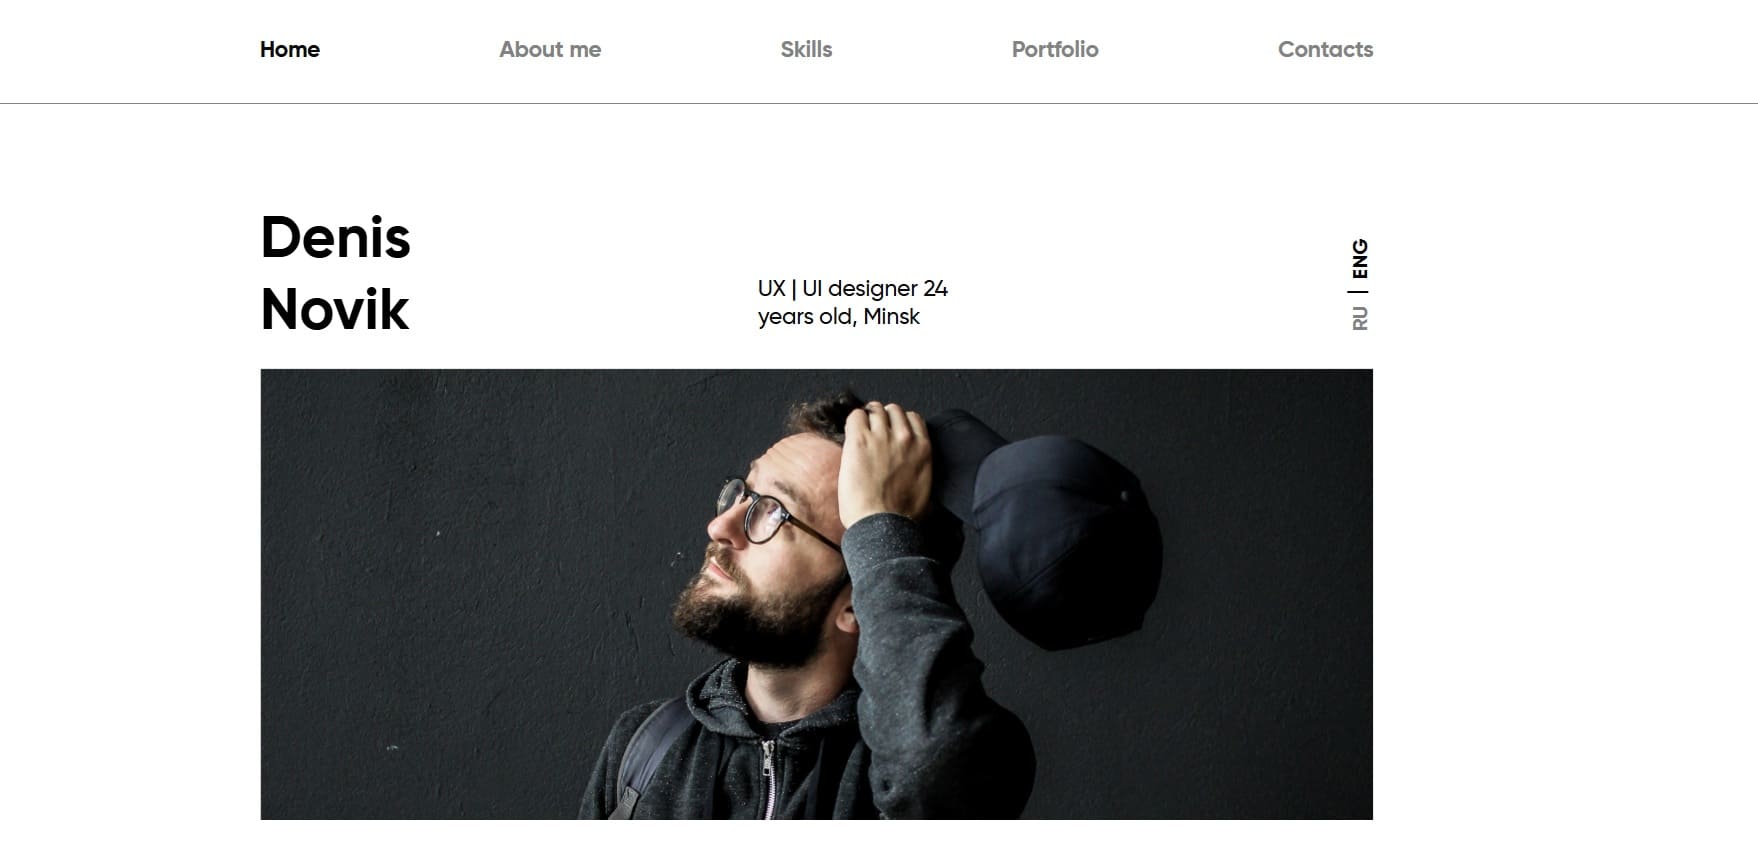 Home About me Skills Portfolio Contacts
Denis
Novik
UX | UI designer 24
years old, Minsk
RU | ENG